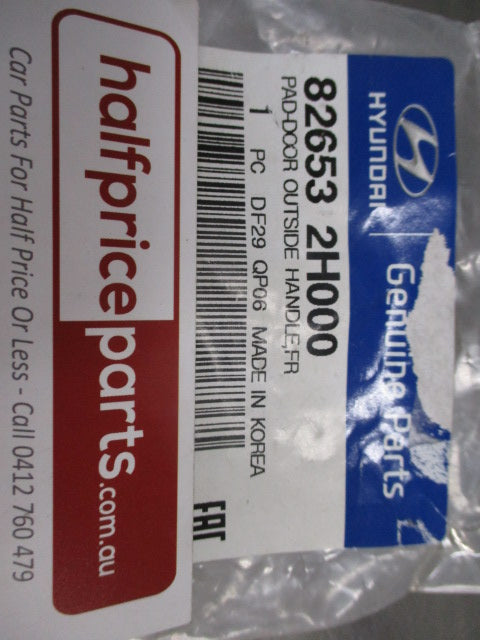 HYUNDAI
Genuine Parts
82653 2H000
PAD-DOOR OUTSIDE HANDLE,FR
1 PC DF29 QP06 MADE IN KOREA
EAC
halfpriceparts.com.au
Car Parts For Half Price Or Less - Call 0412 760 479